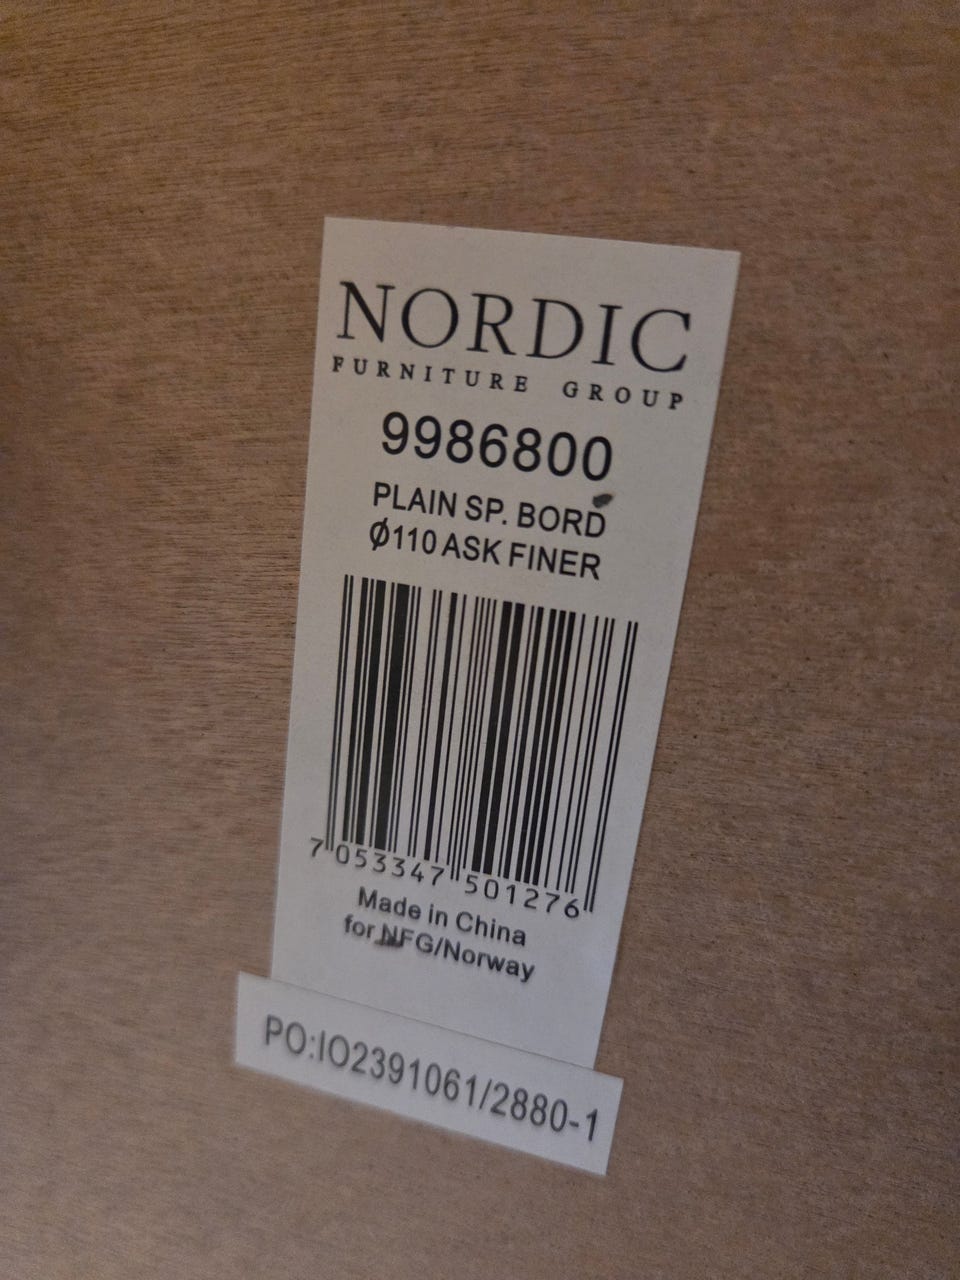 NORDIC
FURNITURE GROUP
9986800
PLAIN SP. BORD
Ø110 ASK FINER
7 053347 501276
Made in China
for NFG/Norway
PO:IO2391061/2880-1